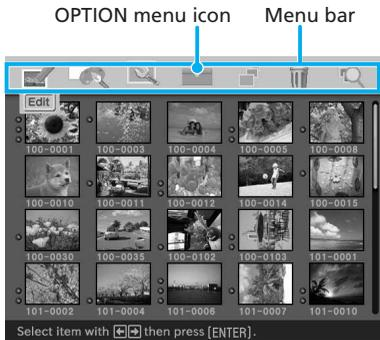 OPTION menu icon Menu bar
Edit
100-0001 100-0003 100-0004 100-0005 100-0008
100-0010 100-0011 100-0012 100-0014 100-0015
100-0030 100-0035 100-0102 100-0103 101-0001
101-0002 101-0004 101-0006 101-0007 101-0010
Select item with [←][→] then press [ENTER].